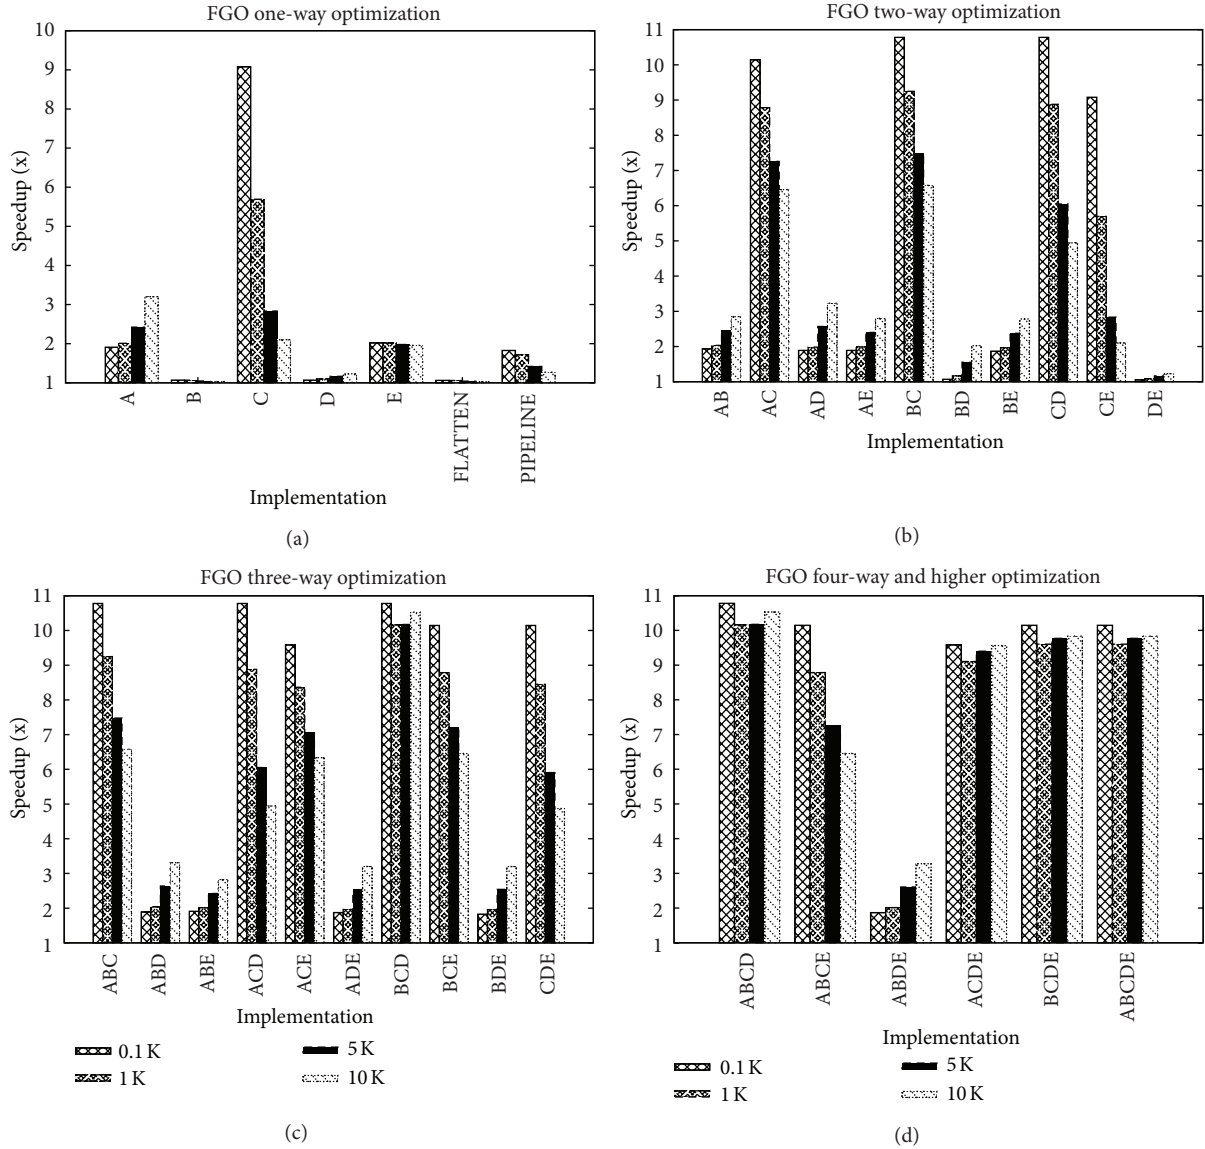 FGO one-way optimization
10
9
8
7
6
5
4
3
2
1
Speedup (x)
A
B
C
D
E
FLATTEN
PIPELINE
Implementation
(a)
FGO two-way optimization
11
10
9
8
7
6
5
4
3
2
1
Speedup (x)
AB
AC
AD
AE
BC
BD
BE
CD
CE
DE
Implementation
(b)
FGO three-way optimization
11
10
9
8
7
6
5
4
3
2
1
Speedup (x)
ABC
ABD
ABE
ACD
ACE
ADE
BCD
BCE
BDE
CDE
Implementation
0.1 K
1 K
5 K
10 K
(c)
FGO four-way and higher optimization
11
10
9
8
7
6
5
4
3
2
1
Speedup (x)
ABCD
ABCE
ABDE
ACDE
BCDE
ABCDE
Implementation
0.1 K
1 K
5 K
10 K
(d)